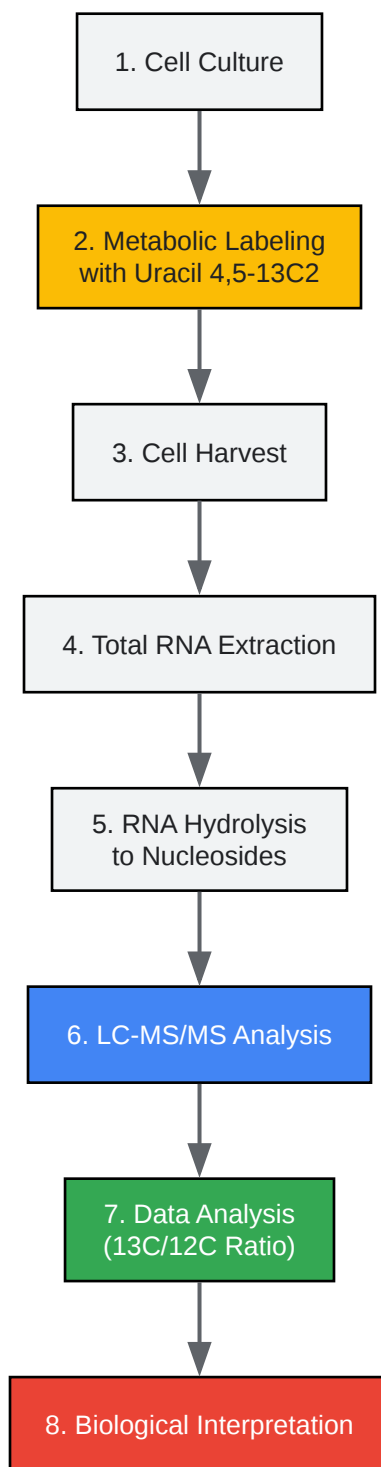 1. Cell Culture
2. Metabolic Labeling
with Uracil 4,5-13C2
3. Cell Harvest
4. Total RNA Extraction
5. RNA Hydrolysis
to Nucleosides
6. LC-MS/MS Analysis
7. Data Analysis
(13C/12C Ratio)
8. Biological Interpretation